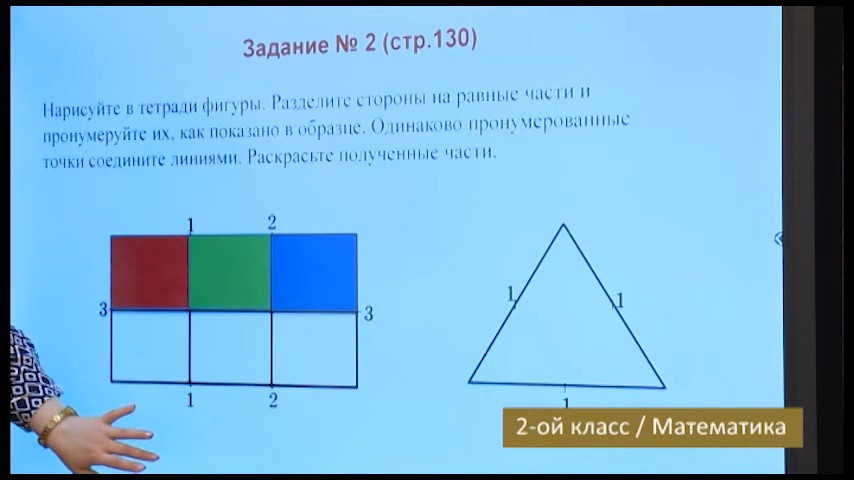 Задание № 2 (стр.130)
Нарисуйте в тетради фигуры. Разделите стороны на равные части и
пронумеруйте их, как показано в образце. Одинаково пронумерованные
точки соедините линиями. Раскрасьте полученные части.
1 2
3 3
1 2
1 1
1
2-ой класс / Математика